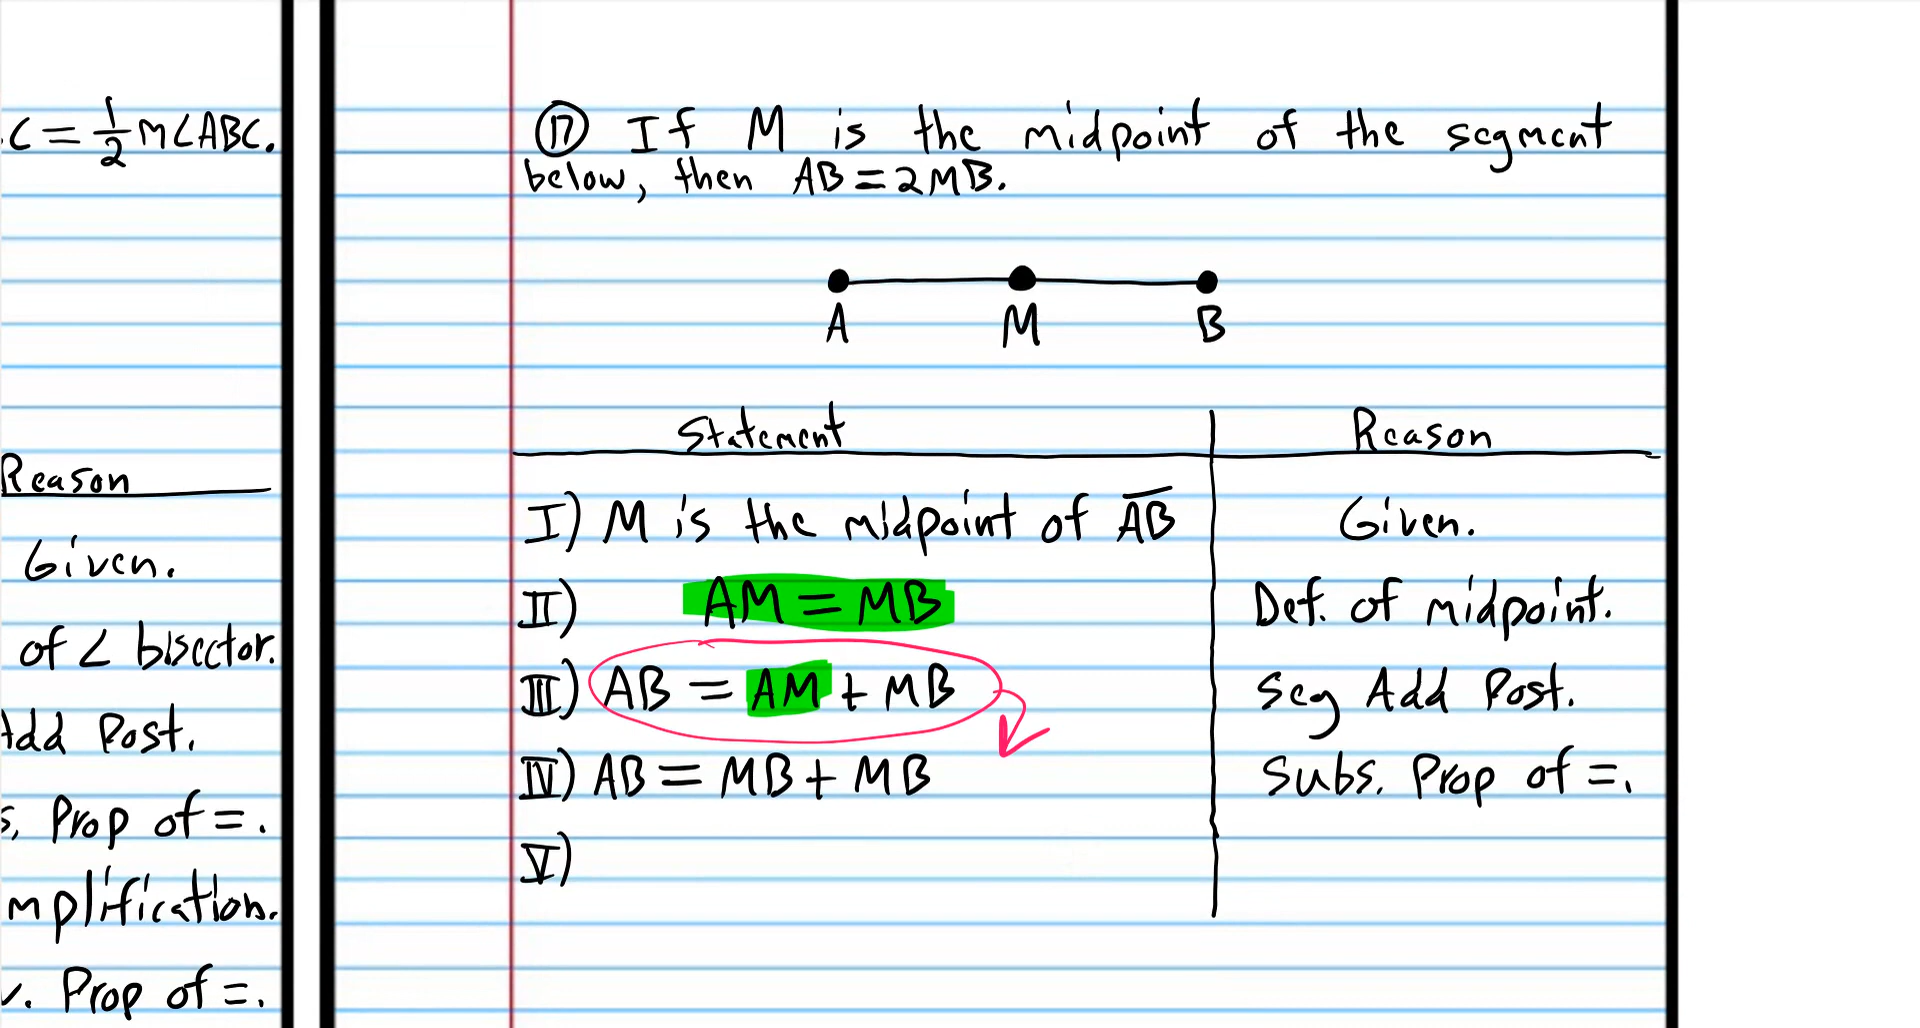 C = 1/2 m∠ABC.
Reason
Given.
of ∠ bisector.
Add Post.
s. Prop of =.
mplification.
v. Prop of =.
⑰ If M is the midpoint of the segment
below, then AB = 2MB.
A M B
Statement Reason
I) M is the midpoint of A̅B̅ Given.
II) AM = MB Def. of midpoint.
III) AB = AM + MB Seg Add Post.
IV) AB = MB + MB Subs. Prop of =.
V)